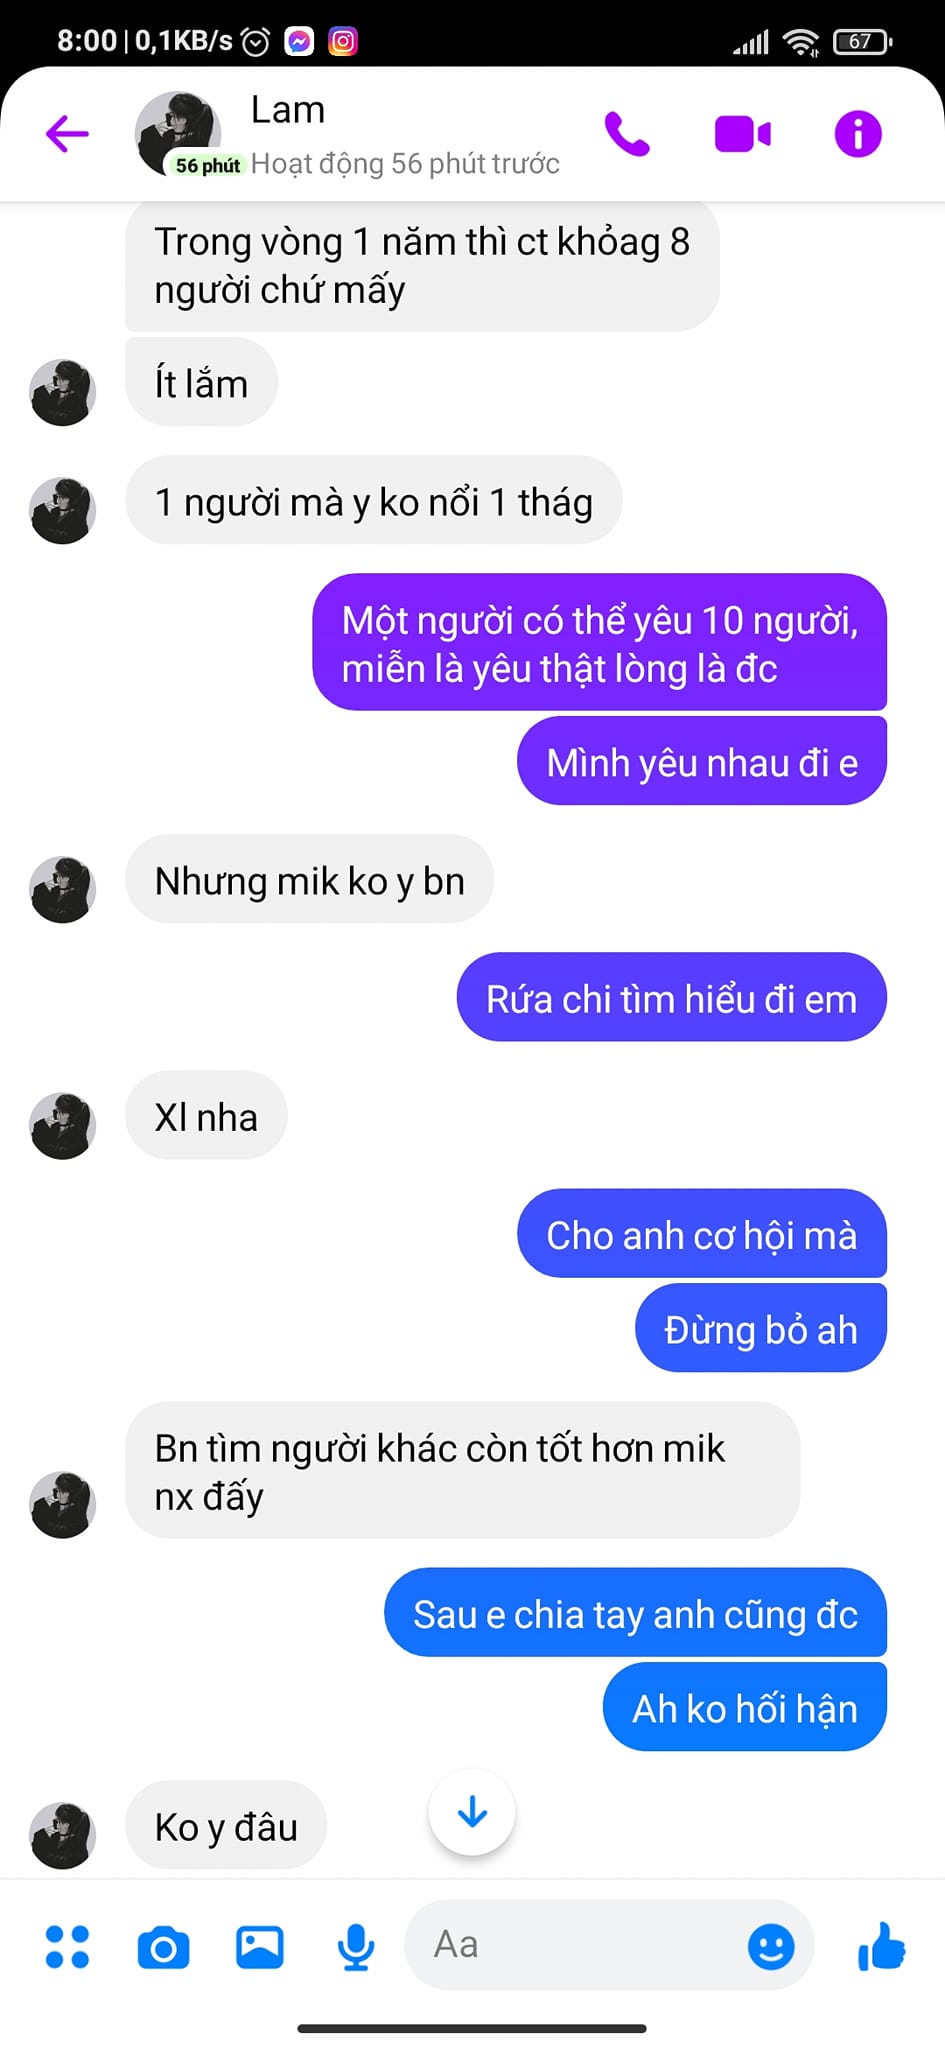 8:00 | 0,1KB/s
67
Lam
56 phút
Hoạt động 56 phút trước
Trong vòng 1 năm thì ct khỏag 8
người chứ mấy
Ít lắm
1 người mà y ko nổi 1 thág
Một người có thể yêu 10 người,
miễn là yêu thật lòng là đc
Mình yêu nhau đi e
Nhưng mik ko y bn
Rứa chi tìm hiểu đi em
Xl nha
Cho anh cơ hội mà
Đừng bỏ ah
Bn tìm người khác còn tốt hơn mik
nx đấy
Sau e chia tay anh cũng đc
Ah ko hối hận
Ko y đâu
Aa